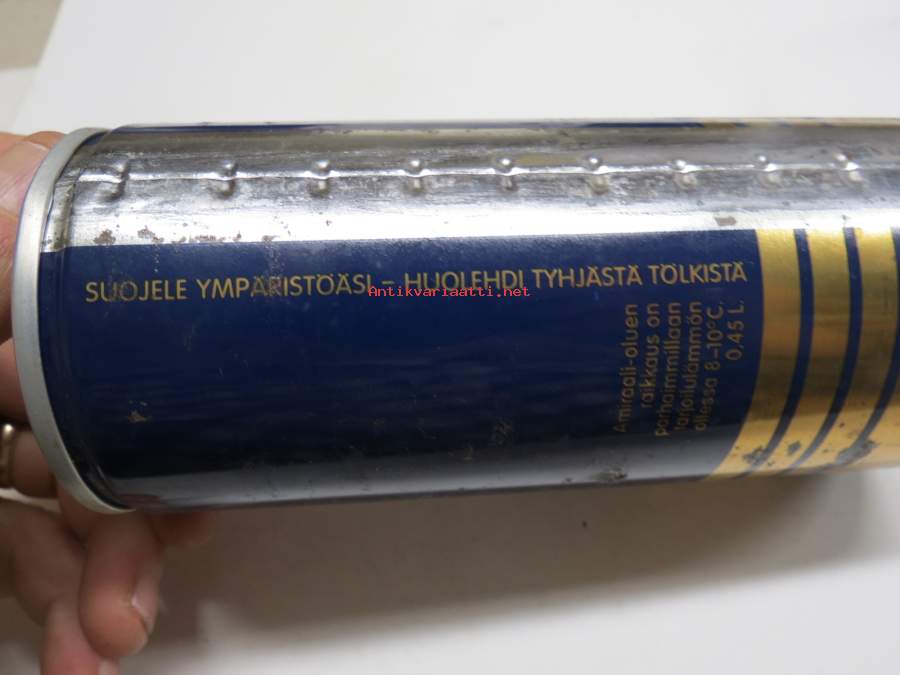 SUOJELE YMPÄRISTÖÄSI – HUOLEHDI TYHJÄSTÄ TÖLKISTÄ
Antikvariaatti.net
Amiraali-oluen
raikkaus on
parhaimmillaan
tarjoilulämmön
ollessa 8–10°C.
0,45 L.